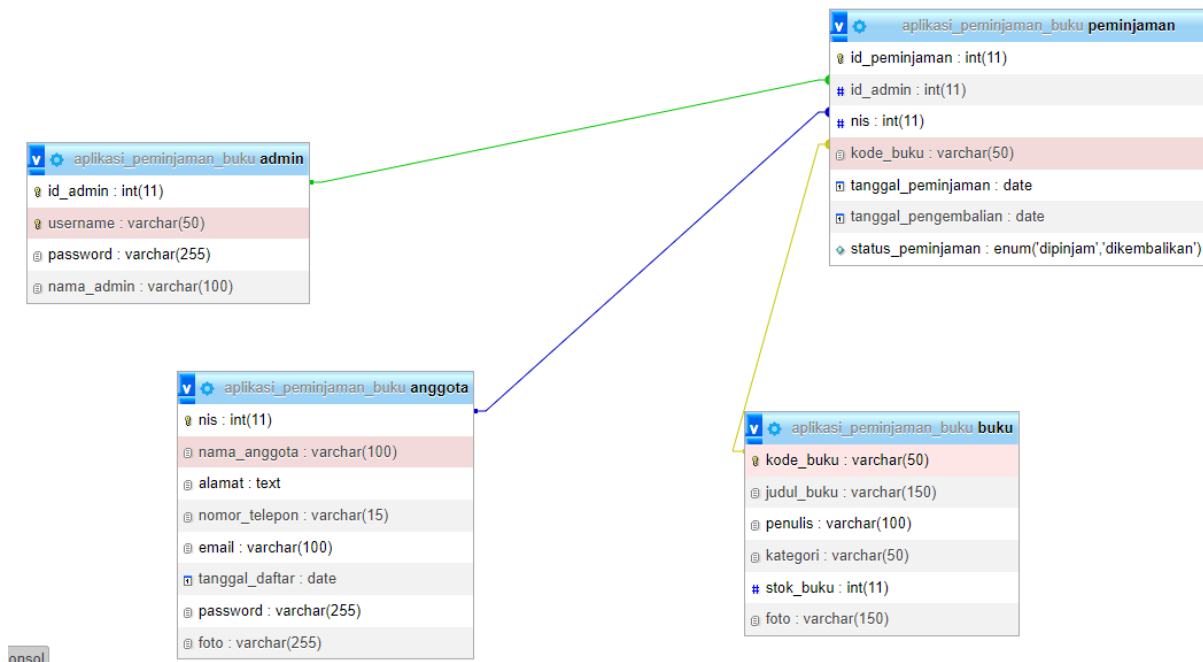 aplikasi_peminjaman_buku peminjaman
id_peminjaman : int(11)
id_admin : int(11)
nis : int(11)
kode_buku : varchar(50)
tanggal_peminjaman : date
tanggal_pengembalian : date
status_peminjaman : enum('dipinjam','dikembalikan')
aplikasi_peminjaman_buku admin
id_admin : int(11)
username : varchar(50)
password : varchar(255)
nama_admin : varchar(100)
aplikasi_peminjaman_buku anggota
nis : int(11)
nama_anggota : varchar(100)
alamat : text
nomor_telepon : varchar(15)
email : varchar(100)
tanggal_daftar : date
password : varchar(255)
foto : varchar(255)
aplikasi_peminjaman_buku buku
kode_buku : varchar(50)
judul_buku : varchar(150)
penulis : varchar(100)
kategori : varchar(50)
stok_buku : int(11)
foto : varchar(150)
onsol